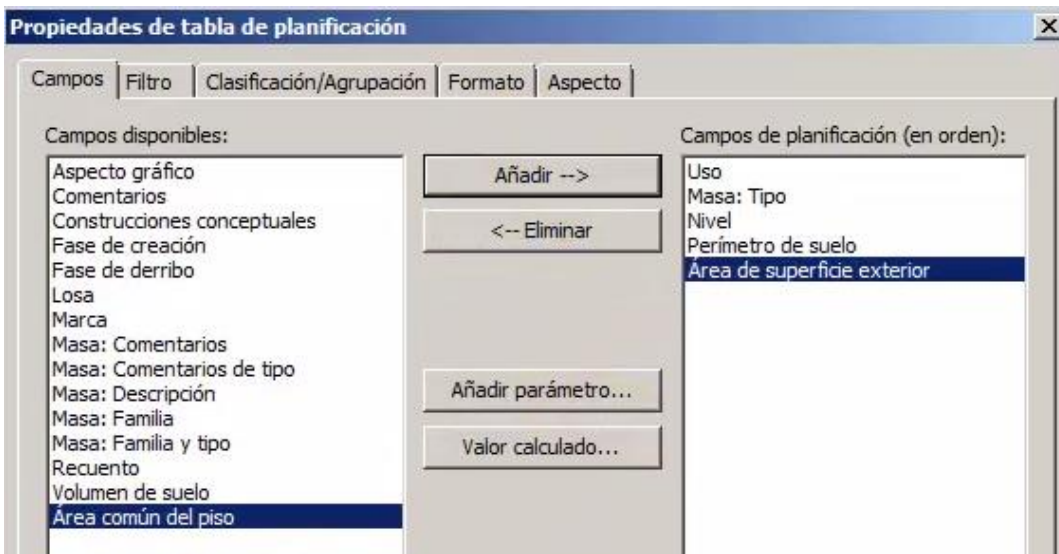 Propiedades de tabla de planificación
Campos Filtro Clasificación/Agrupación Formato Aspecto
Campos disponibles:
Aspecto gráfico
Comentarios
Construcciones conceptuales
Fase de creación
Fase de derribo
Losa
Marca
Masa: Comentarios
Masa: Comentarios de tipo
Masa: Descripción
Masa: Familia
Masa: Familia y tipo
Recuento
Volumen de suelo
Área común del piso
Añadir -->
<-- Eliminar
Añadir parámetro...
Valor calculado...
Campos de planificación (en orden):
Uso
Masa: Tipo
Nivel
Perímetro de suelo
Área de superficie exterior